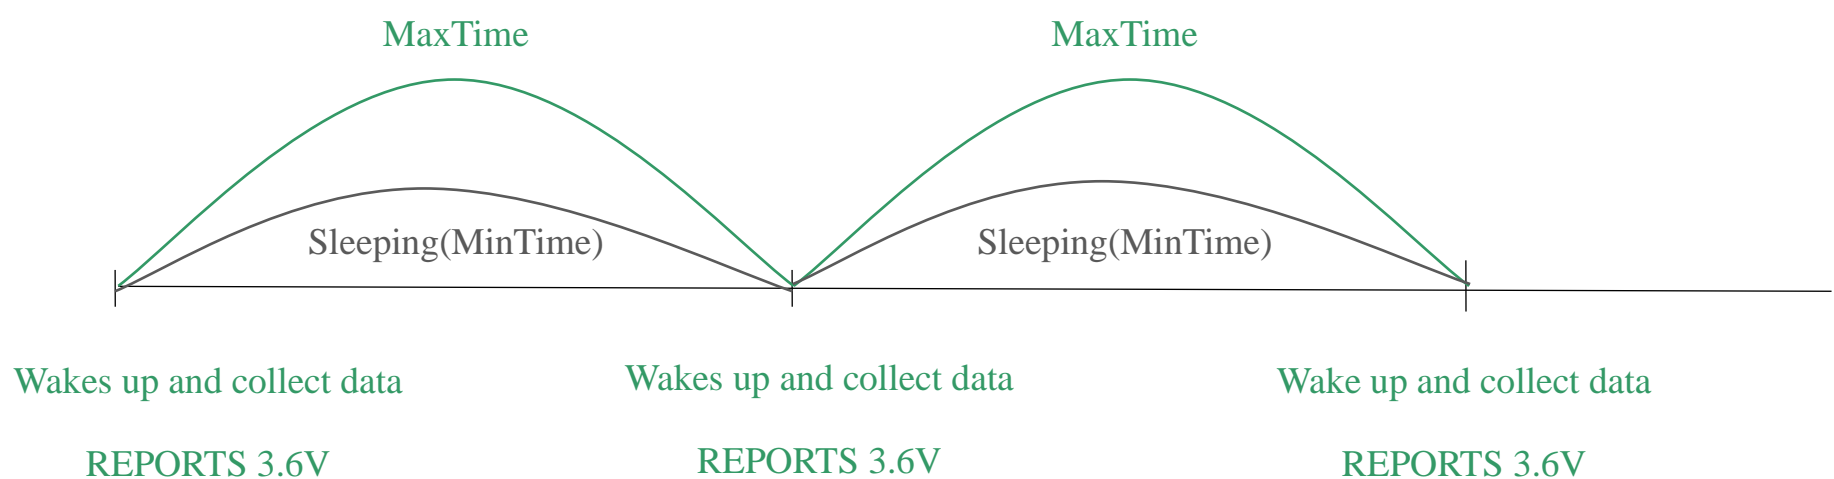 MaxTime
MaxTime
Sleeping(MinTime)
Sleeping(MinTime)
Wakes up and collect data
Wakes up and collect data
Wake up and collect data
REPORTS 3.6V
REPORTS 3.6V
REPORTS 3.6V